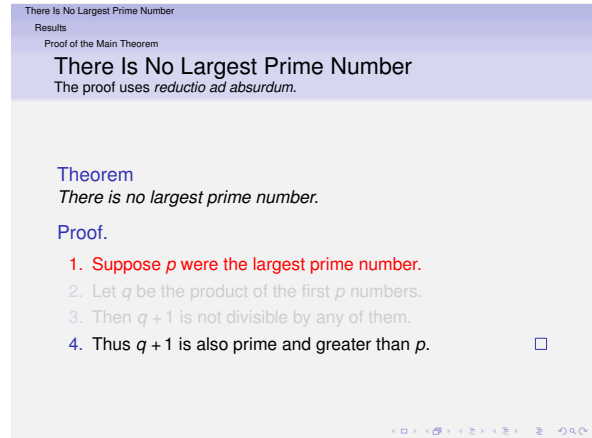 There Is No Largest Prime Number
Results
Proof of the Main Theorem
There Is No Largest Prime Number
The proof uses reductio ad absurdum.
Theorem
There is no largest prime number.
Proof.
1. Suppose p were the largest prime number.
2. Let q be the product of the first p numbers.
3. Then q + 1 is not divisible by any of them.
4. Thus q + 1 is also prime and greater than p.